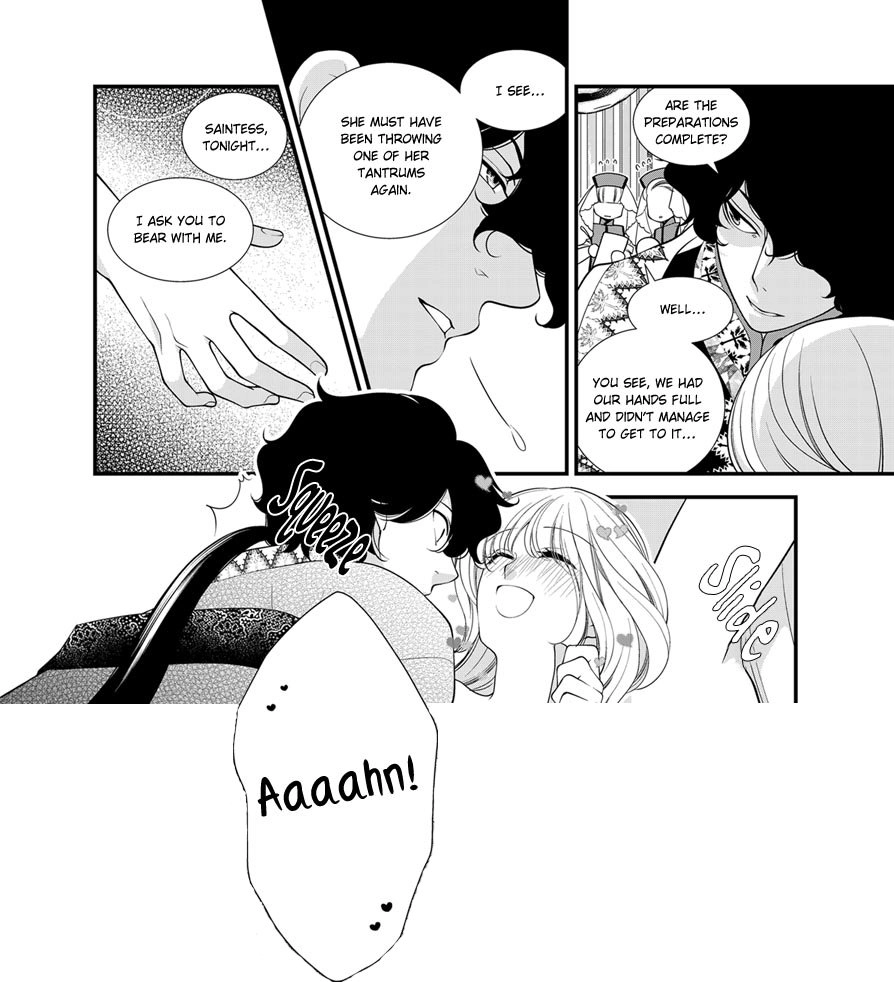 ARE THE
PREPARATIONS
COMPLETE?
WELL...
YOU SEE, WE HAD
OUR HANDS FULL
AND DIDN'T MANAGE
TO GET TO IT...
I SEE...
SHE MUST HAVE
BEEN THROWING
ONE OF HER
TANTRUMS
AGAIN.
SAINTESS,
TONIGHT...
I ASK YOU TO
BEAR WITH ME.
Slide
Squeeze
Aaaahn!